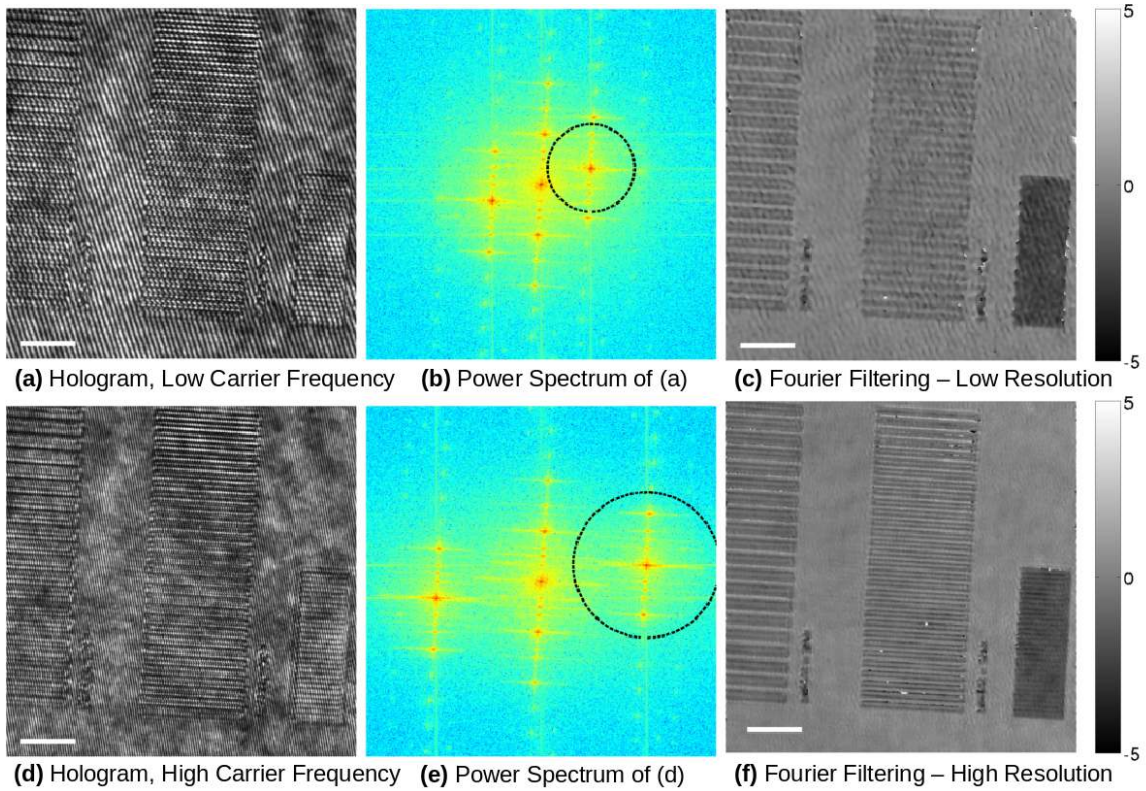 5
0
-5
(a) Hologram, Low Carrier Frequency
(b) Power Spectrum of (a)
(c) Fourier Filtering – Low Resolution
5
0
-5
(d) Hologram, High Carrier Frequency
(e) Power Spectrum of (d)
(f) Fourier Filtering – High Resolution